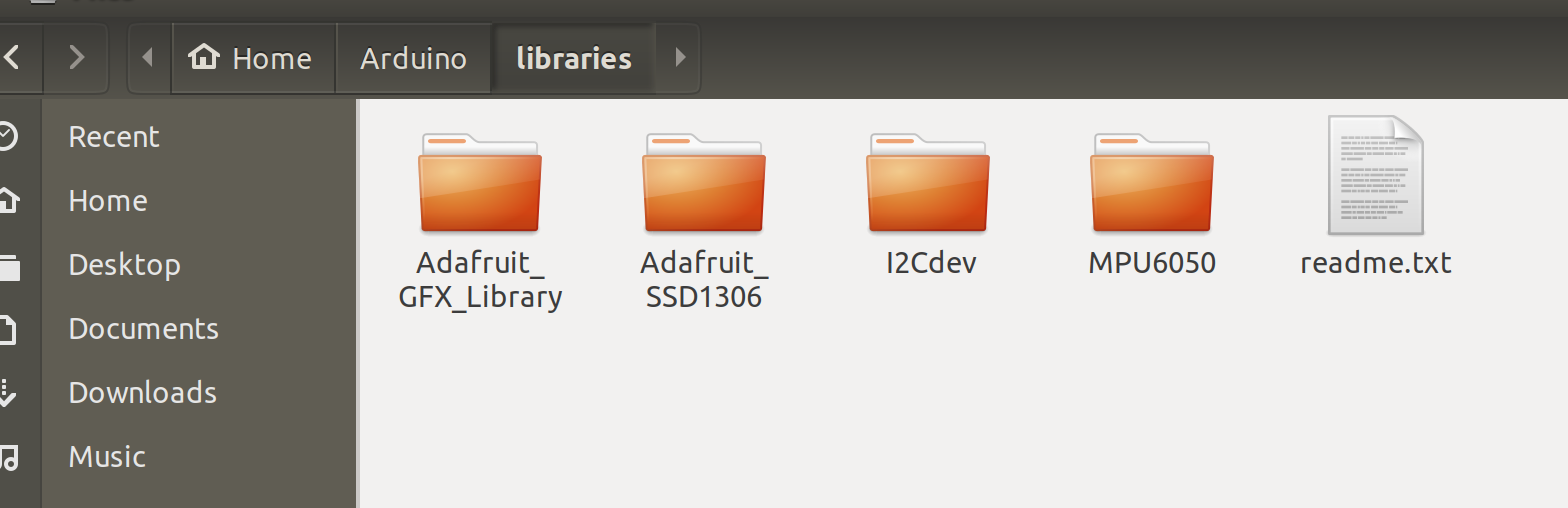 Home
Arduino
libraries
Recent
Home
Desktop
Documents
Downloads
Music
Adafruit_
GFX_Library
Adafruit_
SSD1306
I2Cdev
MPU6050
readme.txt